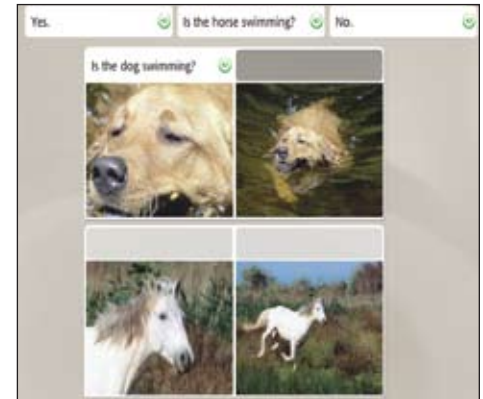 Yes.
Is the horse swimming?
No.
Is the dog swimming?